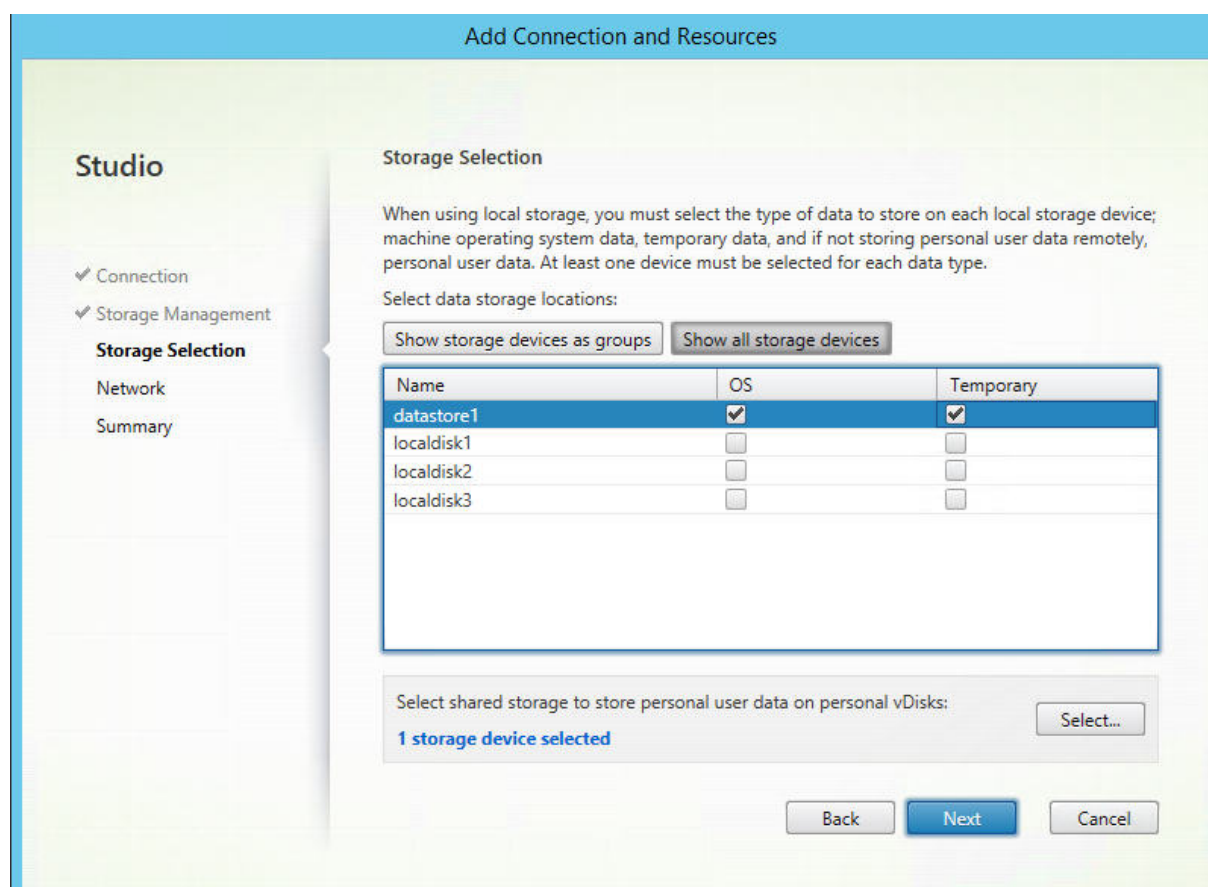 Add Connection and Resources
Studio
Connection
Storage Management
Storage Selection
Network
Summary
Storage Selection
When using local storage, you must select the type of data to store on each local storage device;
machine operating system data, temporary data, and if not storing personal user data remotely,
personal user data. At least one device must be selected for each data type.
Select data storage locations:
Show storage devices as groups Show all storage devices
Name OS Temporary
datastore1
localdisk1
localdisk2
localdisk3
Select shared storage to store personal user data on personal vDisks:
1 storage device selected
Select...
Back Next Cancel